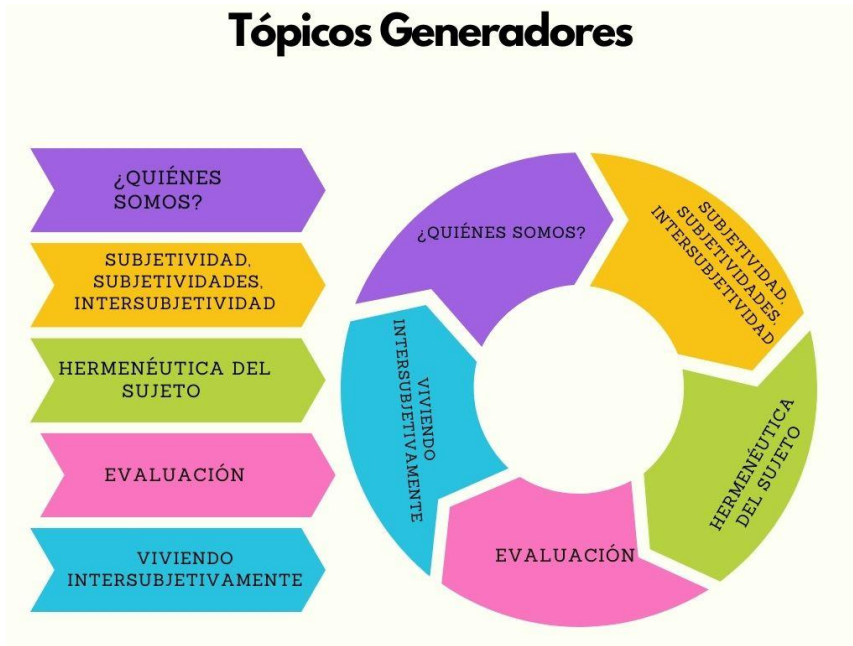 Tópicos Generadores
¿QUIÉNES
SOMOS?
SUBJETIVIDAD,
SUBJETIVIDADES,
INTERSUBJETIVIDAD
HERMENÉUTICA DEL
SUJETO
EVALUACIÓN
VIVIENDO
INTERSUBJETIVAMENTE
¿QUIÉNES SOMOS?
SUBJETIVIDAD,
SUBJETIVIDADES,
INTERSUBJETIVIDAD
HERMENÉUTICA
DEL SUJETO
EVALUACIÓN
VIVIENDO
INTERSUBJETIVAMENTE